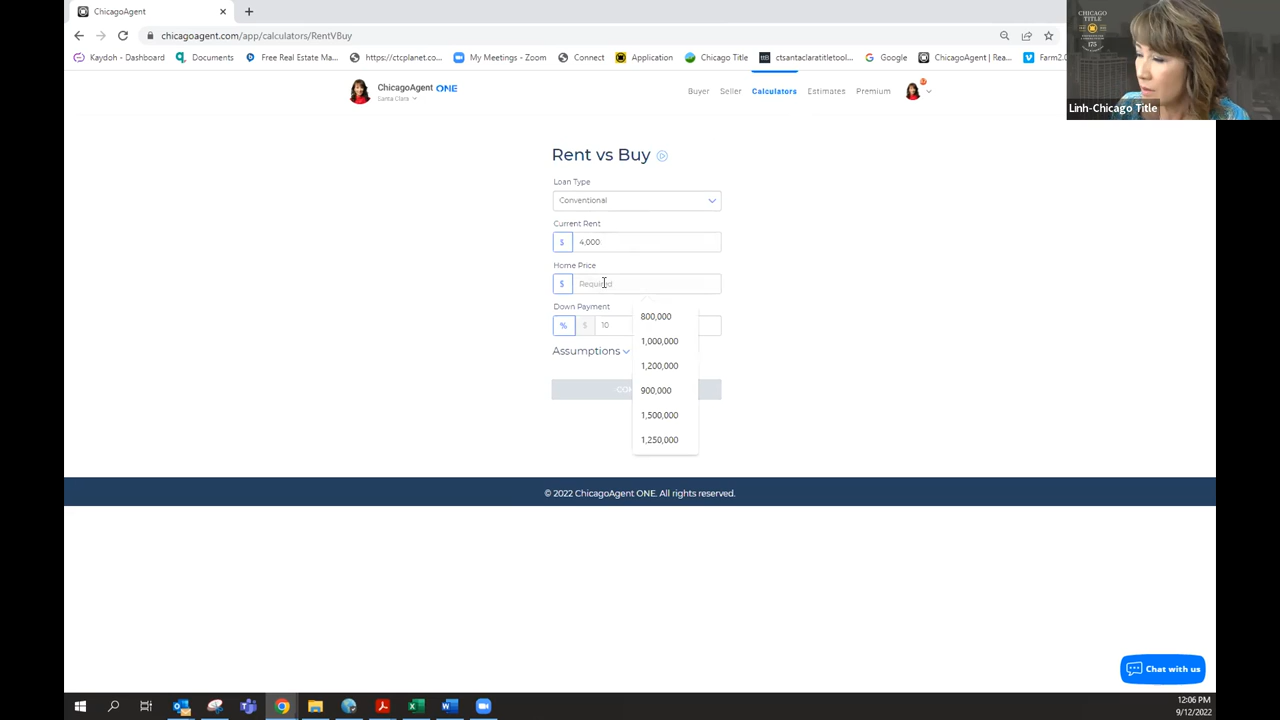 ChicagoAgent
chicagoagent.com/app/calculators/RentVBuy
Kaydoh - Dashboard
Documents
Free Real Estate Ma...
https://ctcplanet.co...
My Meetings - Zoom
Connect
Application
Chicago Title
ctsantaclaratitletool...
Google
ChicagoAgent | Rea...
Farm2.0
CHICAGO
TITLE
175
Linh-Chicago Title
ChicagoAgent ONE
Santa Clara
Buyer
Seller
Calculators
Estimates
Premium
Rent vs Buy
Loan Type
Conventional
Current Rent
$ 4,000
Home Price
$ Required
Down Payment
% $ 10
800,000
1,000,000
1,200,000
900,000
1,500,000
1,250,000
Assumptions
© 2022 ChicagoAgent ONE. All rights reserved.
Chat with us
12:06 PM
9/12/2022